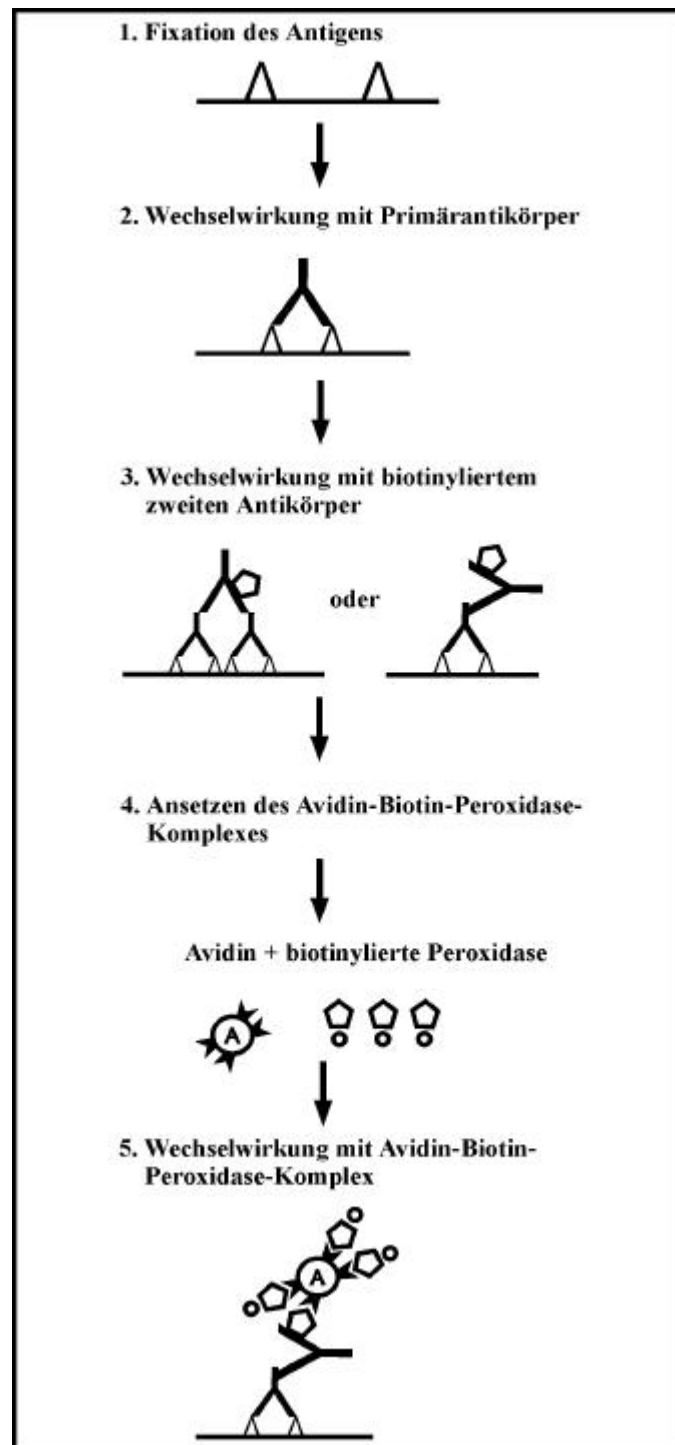 1. Fixation des Antigens
2. Wechselwirkung mit Primärantikörper
3. Wechselwirkung mit biotinyliertem
zweiten Antikörper
oder
4. Ansetzen des Avidin-Biotin-Peroxidase-
Komplexes
Avidin + biotinylierte Peroxidase
A
5. Wechselwirkung mit Avidin-Biotin-
Peroxidase-Komplex
A